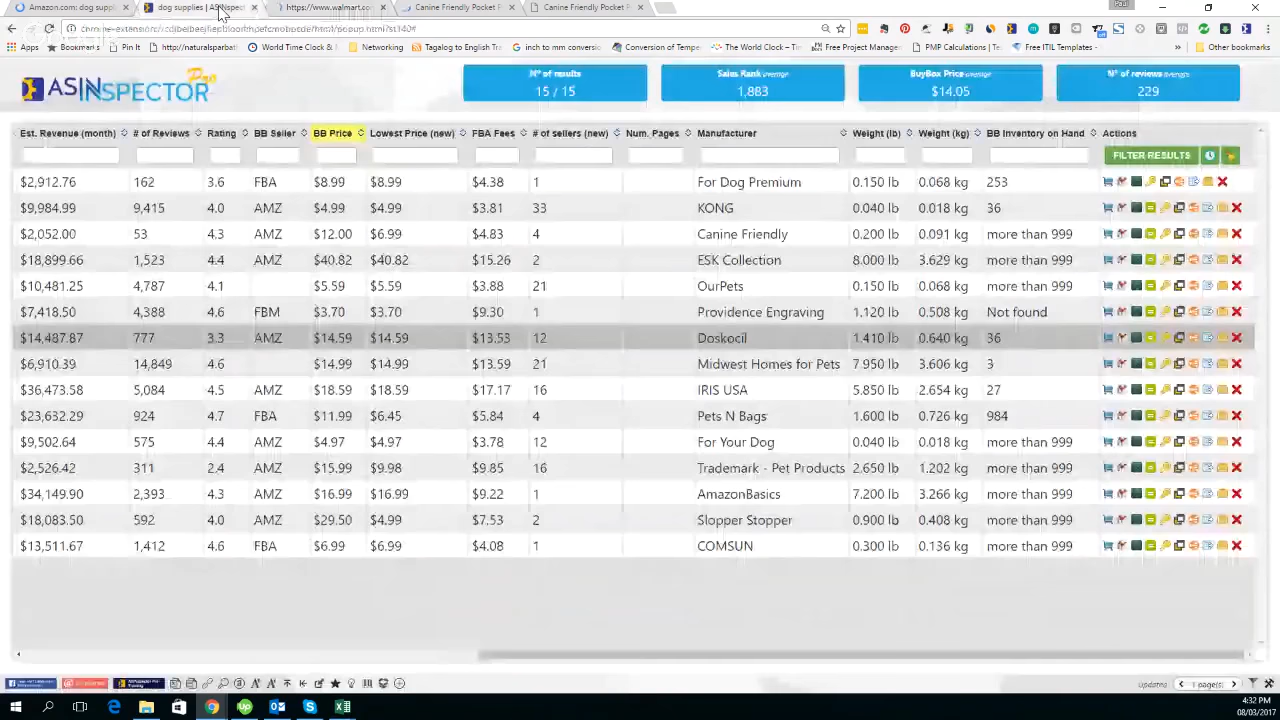 Amazon.com: dog suppli × dog supplies | ASINspect × https://www.walmart.com × Canine Friendly Pocket F × Canine Friendly Pocket F × Paul
Apps Bookmarks Pin It http://naturalsparbat World Time Clock & Networking Tagalog to English Tra inch to mm conversion Conversion of Tempe The World Clock – Tim Free Project Manager PMP Calculations | Te Free ITIL Templates - » Other bookmarks
ASINSPECTOR Pro
Nº of results 15 / 15
Sales Rank average 1,883
BuyBox Price average $14.05
Nº of reviews average 229
Est. Revenue (month) # of Reviews Rating BB Seller BB Price Lowest Price (new) FBA Fees # of sellers (new) Num. Pages Manufacturer Weight (lb) Weight (kg) BB Inventory on Hand Actions
FILTER RESULTS
$2,912.76 162 3.6 FBA $8.99 $8.99 $4.38 1 For Dog Premium 0.150 lb 0.068 kg 253
$9,984.99 9,415 4.0 AMZ $4.99 $4.99 $3.81 33 KONG 0.040 lb 0.018 kg 36
$2,052.00 53 4.3 AMZ $12.00 $6.99 $4.83 4 Canine Friendly 0.200 lb 0.091 kg more than 999
$18,899.66 1,523 4.4 AMZ $40.82 $40.82 $15.26 2 ESK Collection 8.000 lb 3.629 kg more than 999
$10,481.25 4,787 4.1 $5.59 $5.59 $3.88 21 OurPets 0.150 lb 0.068 kg more than 999
$7,418.50 4,388 4.6 FBM $3.70 $3.70 $9.30 1 Providence Engraving 1.120 lb 0.508 kg Not found
$14,487.87 777 3.3 AMZ $14.59 $14.59 $13.53 12 Doskocil 1.410 lb 0.640 kg 36
$6,910.39 14,849 4.6 $14.99 $14.99 $13.59 21 Midwest Homes for Pets 7.950 lb 3.606 kg 3
$36,473.58 5,084 4.5 AMZ $18.59 $18.59 $17.17 16 IRIS USA 5.850 lb 2.654 kg 27
$23,632.29 924 4.7 FBA $11.99 $6.45 $5.84 4 Pets N Bags 1.600 lb 0.726 kg 984
$9,502.64 575 4.4 AMZ $4.97 $4.97 $3.78 12 For Your Dog 0.040 lb 0.018 kg more than 999
$2,526.42 311 2.4 AMZ $15.99 $9.98 $9.85 16 Trademark - Pet Products 2.650 lb 1.202 kg more than 999
$34,149.90 2,393 4.3 AMZ $16.99 $16.99 $9.22 1 AmazonBasics 7.200 lb 3.266 kg more than 999
$18,083.50 592 4.0 AMZ $29.50 $4.99 $7.53 2 Slopper Stopper 0.900 lb 0.408 kg more than 999
$13,511.67 1,412 4.6 FBA $6.99 $6.99 $4.08 1 COMSUN 0.300 lb 0.136 kg more than 999
Updates 1 page(s)
4:32 PM
08/03/2017